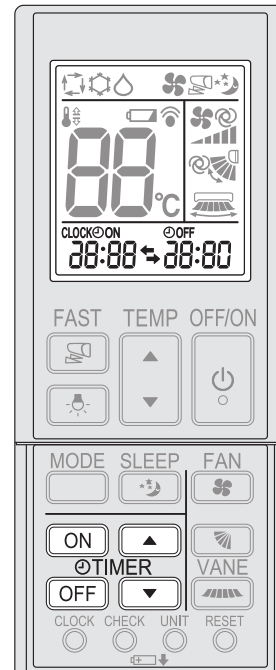 88°C
CLOCK ON OFF
88:88 88:80
FAST TEMP OFF/ON
MODE SLEEP FAN
ON
TIMER VANE
OFF
CLOCK CHECK UNIT RESET